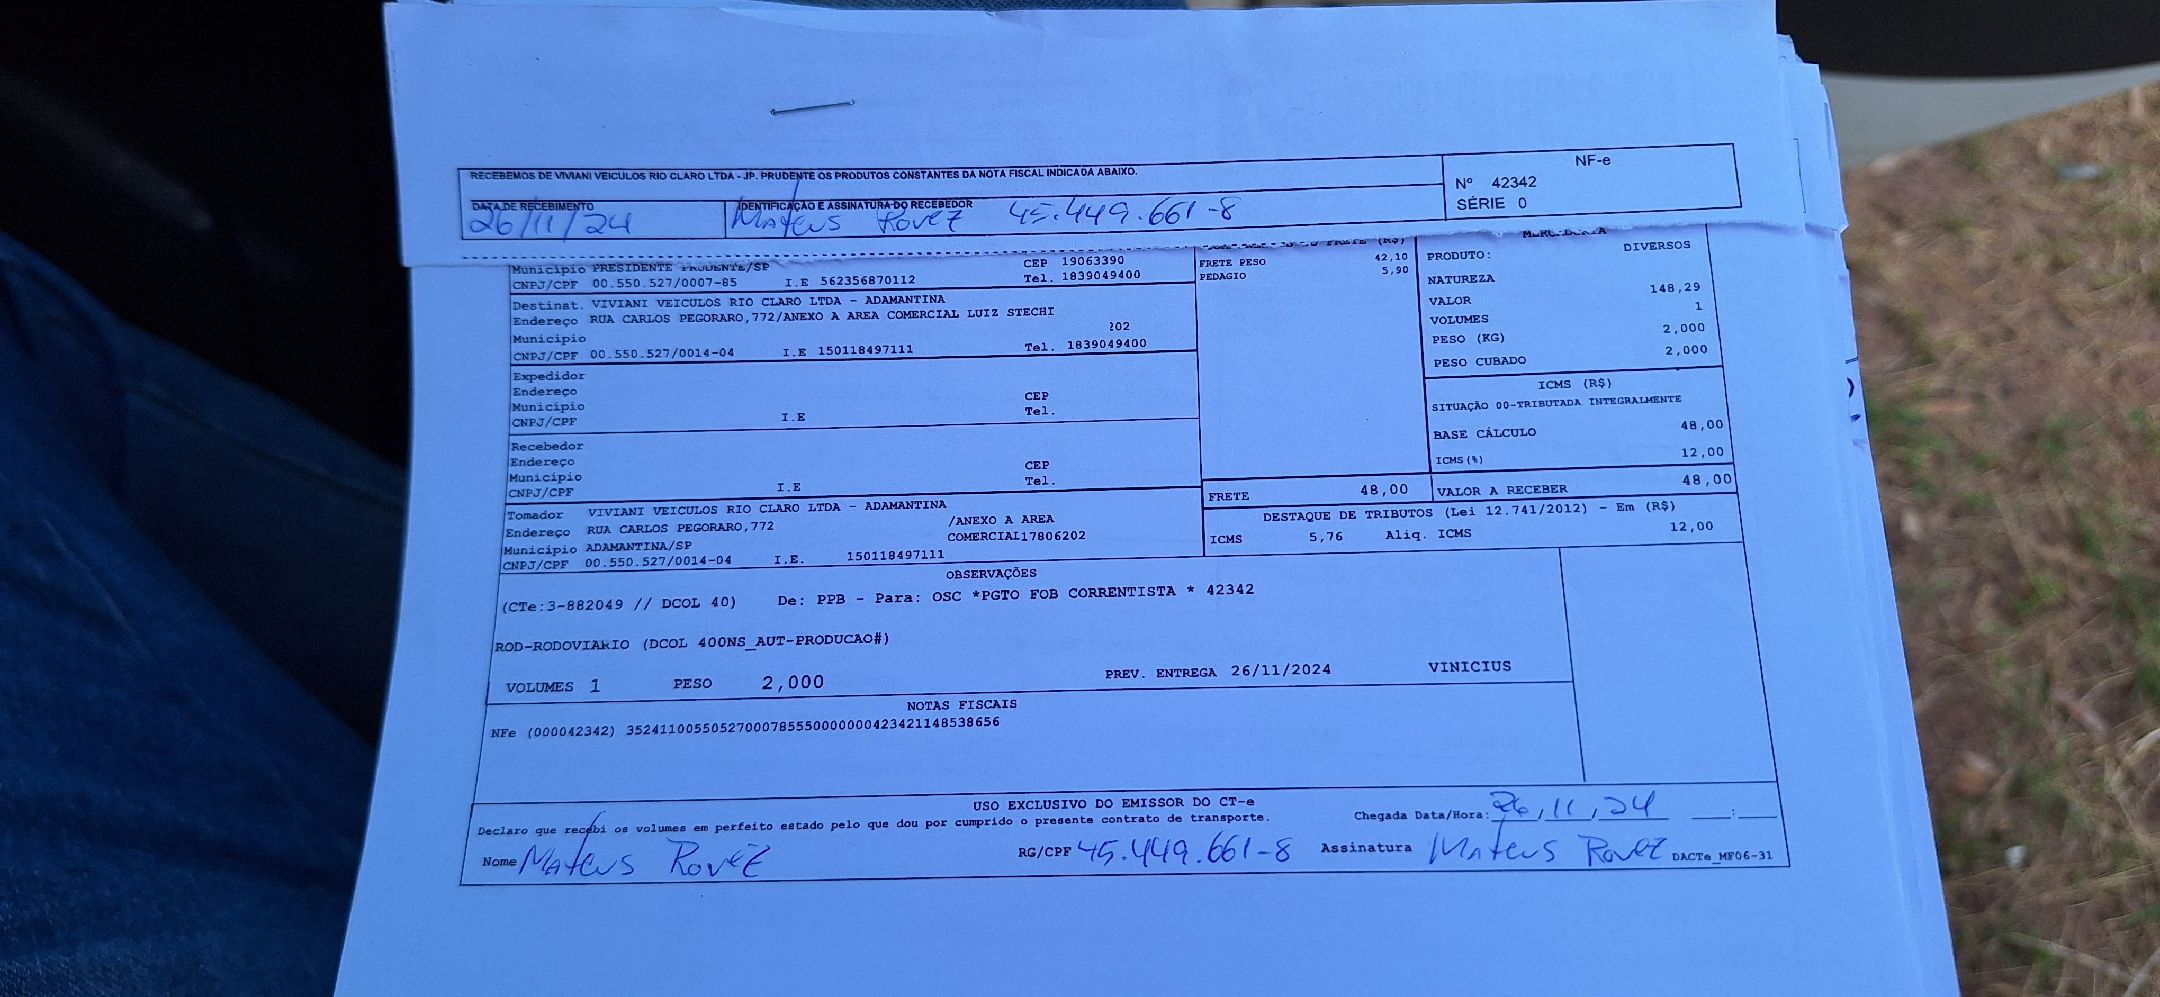 RECEBEMOS DE VIVIANI VEICULOS RIO CLARO LTDA - JP. PRUDENTE OS PRODUTOS CONSTANTES DA NOTA FISCAL INDICADA ABAIXO.
NF-e
Nº 42342
SÉRIE 0
DATA DE RECEBIMENTO
26/11/24
IDENTIFICAÇÃO E ASSINATURA DO RECEBEDOR
Mateus Rovez 45.449.661-8
Município PRESIDENTE PRUDENTE/SP CEP 19063390
CNPJ/CPF 00.550.527/0007-85 I.E 562356870112 Tel. 1839049400
Destinat. VIVIANI VEICULOS RIO CLARO LTDA - ADAMANTINA
Endereço RUA CARLOS PEGORARO,772/ANEXO A AREA COMERCIAL LUIZ STECHI
Município 202
CNPJ/CPF 00.550.527/0014-04 I.E 150118497111 Tel. 1839049400
Expedidor
Endereço CEP
Município Tel.
CNPJ/CPF I.E
Recebedor
Endereço CEP
Município Tel.
CNPJ/CPF I.E
Tomador VIVIANI VEICULOS RIO CLARO LTDA - ADAMANTINA
Endereço RUA CARLOS PEGORARO,772 /ANEXO A AREA
COMERCIAL17806202
Município ADAMANTINA/SP
CNPJ/CPF 00.550.527/0014-04 I.E. 150118497111
FRETE (R$)
FRETE PESO 42,10
PEDAGIO 5,90
FRETE 48,00
MERCADORIA
PRODUTO: DIVERSOS
NATUREZA
VALOR 148,29
VOLUMES 1
PESO (KG) 2,000
PESO CUBADO 2,000
ICMS (R$)
SITUAÇÃO 00-TRIBUTADA INTEGRALMENTE
BASE CÁLCULO 48,00
ICMS(%) 12,00
VALOR A RECEBER 48,00
DESTAQUE DE TRIBUTOS (Lei 12.741/2012) - Em (R$)
ICMS 5,76 Aliq. ICMS 12,00
OBSERVAÇÕES
(CTe:3-882049 // DCOL 40) De: PPB - Para: OSC *PGTO FOB CORRENTISTA * 42342
ROD-RODOVIARIO (DCOL 400NS_AUT-PRODUCAO#)
VOLUMES 1 PESO 2,000 PREV. ENTREGA 26/11/2024 VINICIUS
NOTAS FISCAIS
NFe (000042342) 35241100550527000785550000000423421148538656
USO EXCLUSIVO DO EMISSOR DO CT-e
Declaro que recebi os volumes em perfeito estado pelo que dou por cumprido o presente contrato de transporte.
Chegada Data/Hora: 26/11/24 __:__
Nome Mateus Rovez RG/CPF 45.449.661-8 Assinatura Mateus Rovez DACTe_MF06-31